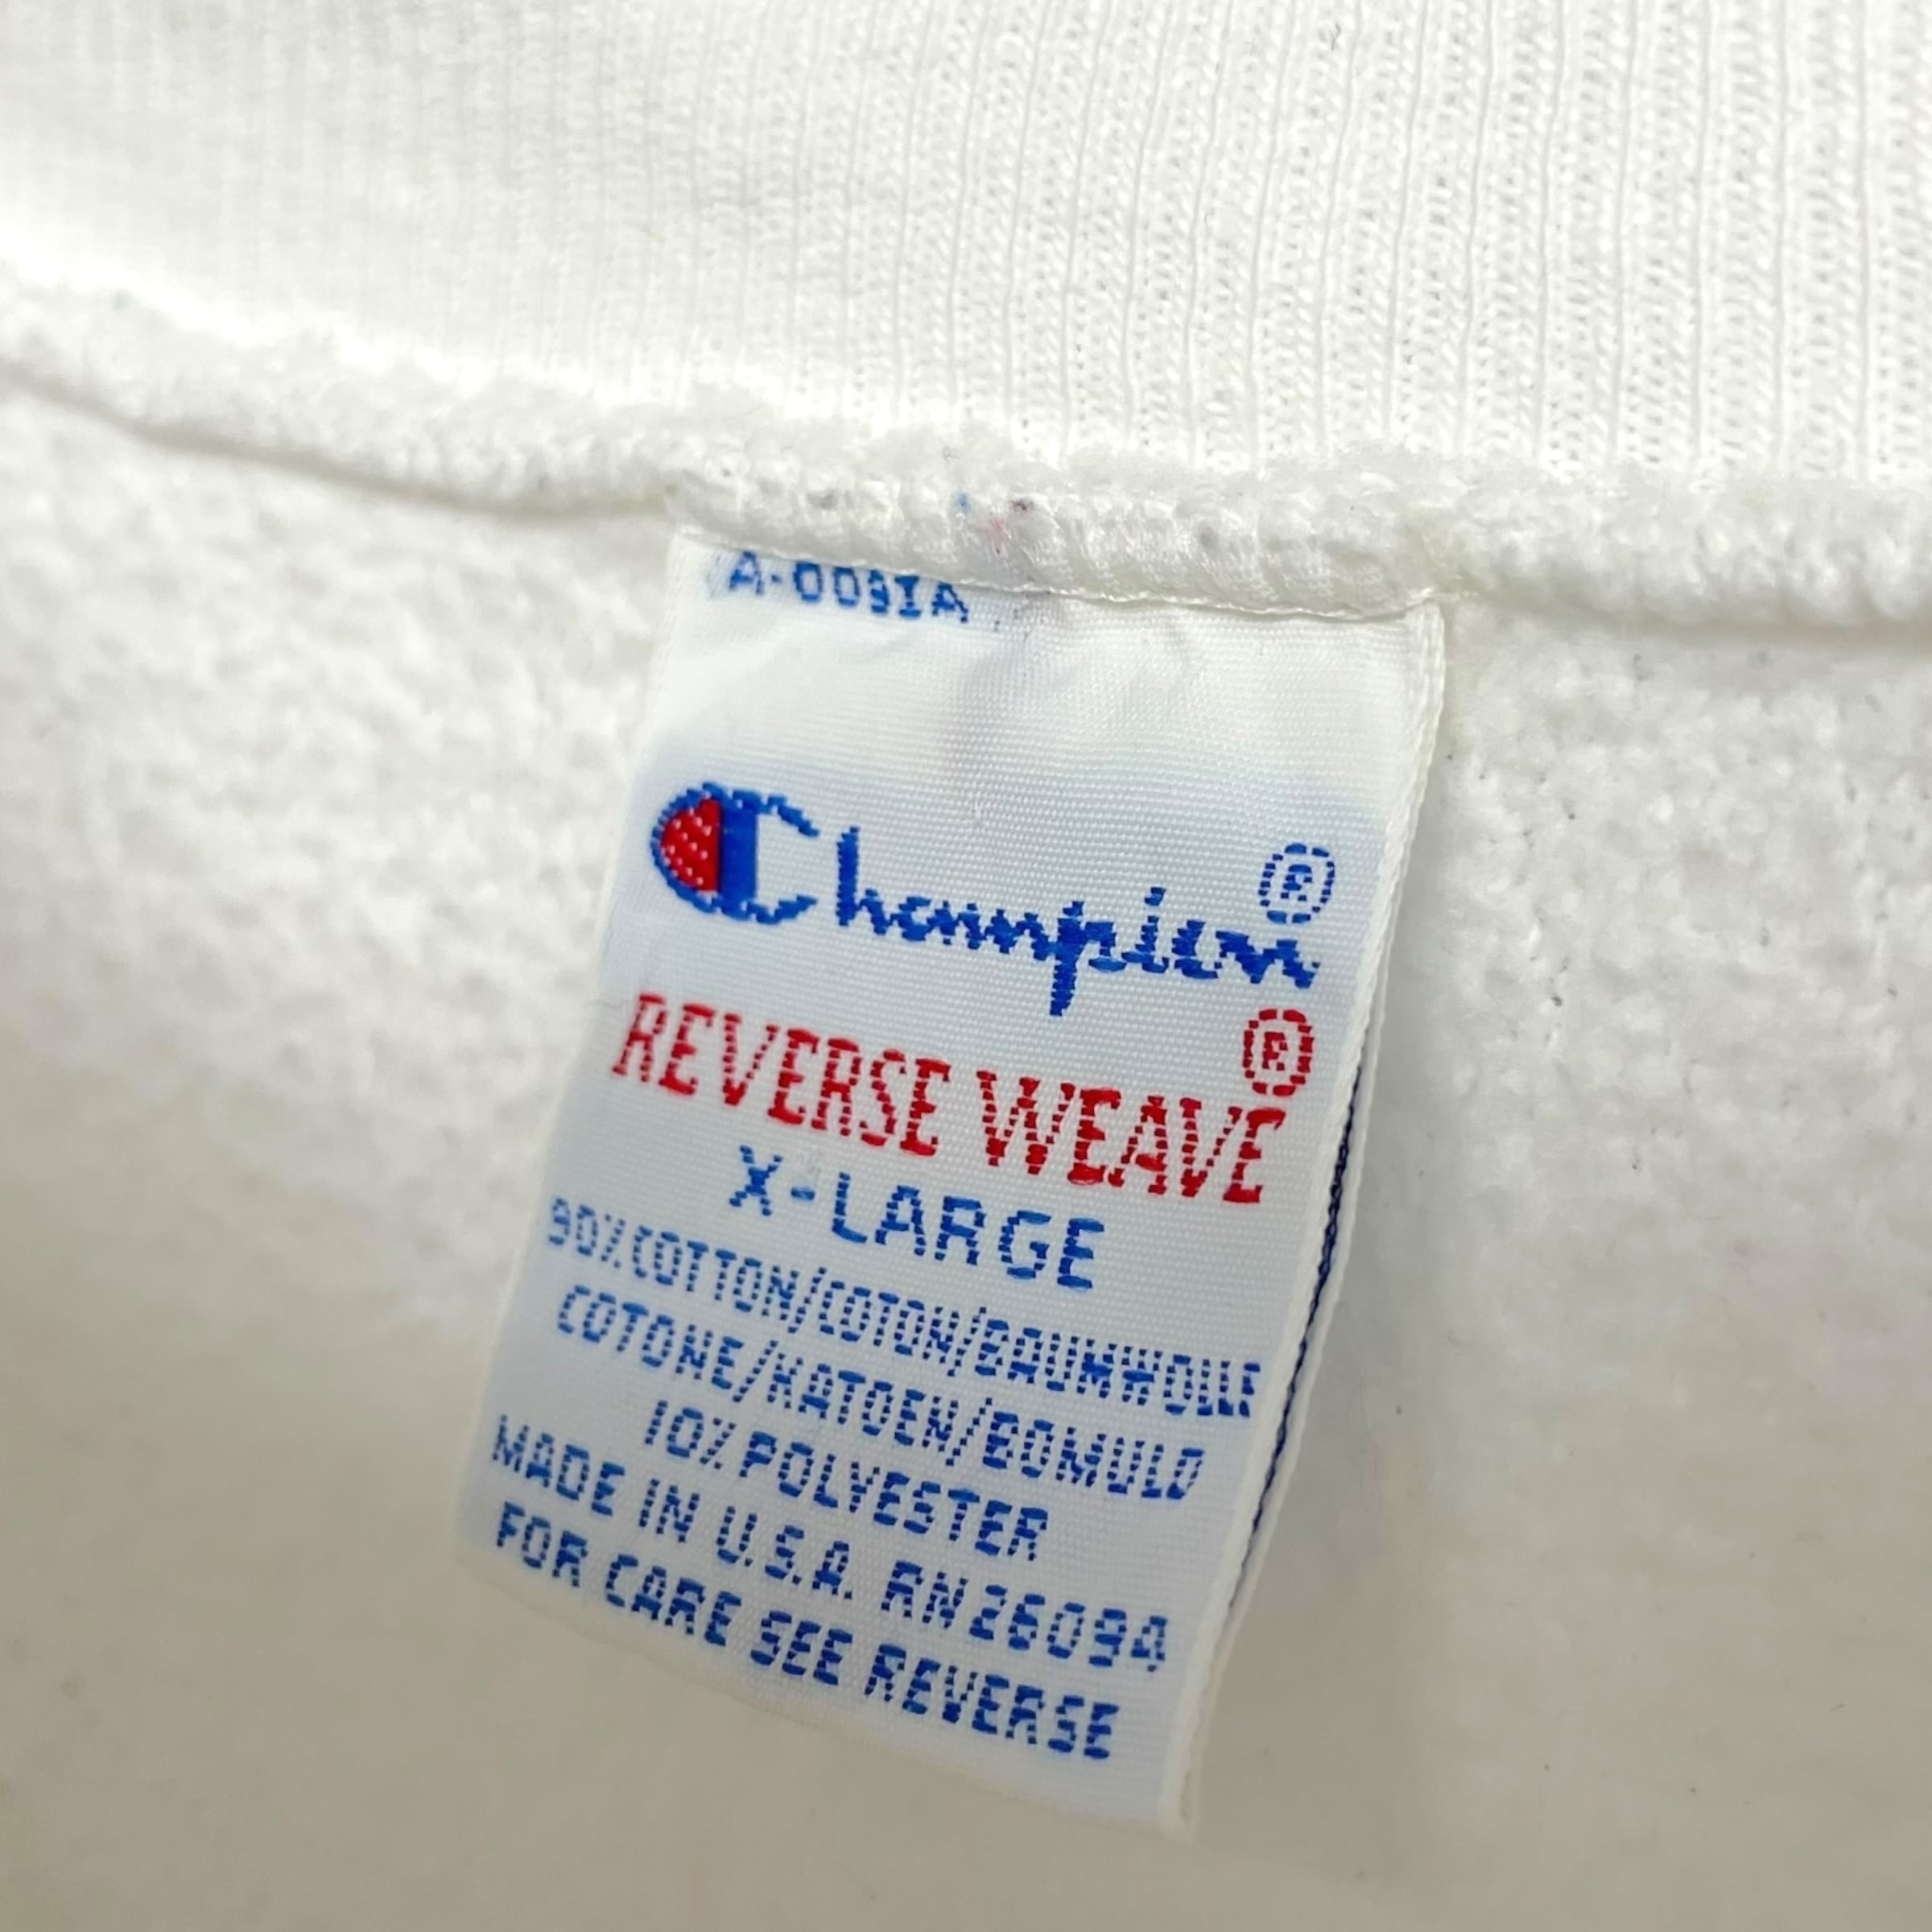 A-0091A
Champion®
REVERSE WEAVE®
X-LARGE
90% COTTON/COTON/BAUMWOLLE
COTONE/KATOEN/BOMULD
10% POLYESTER
MADE IN U.S.A. RN 26094
FOR CARE SEE REVERSE